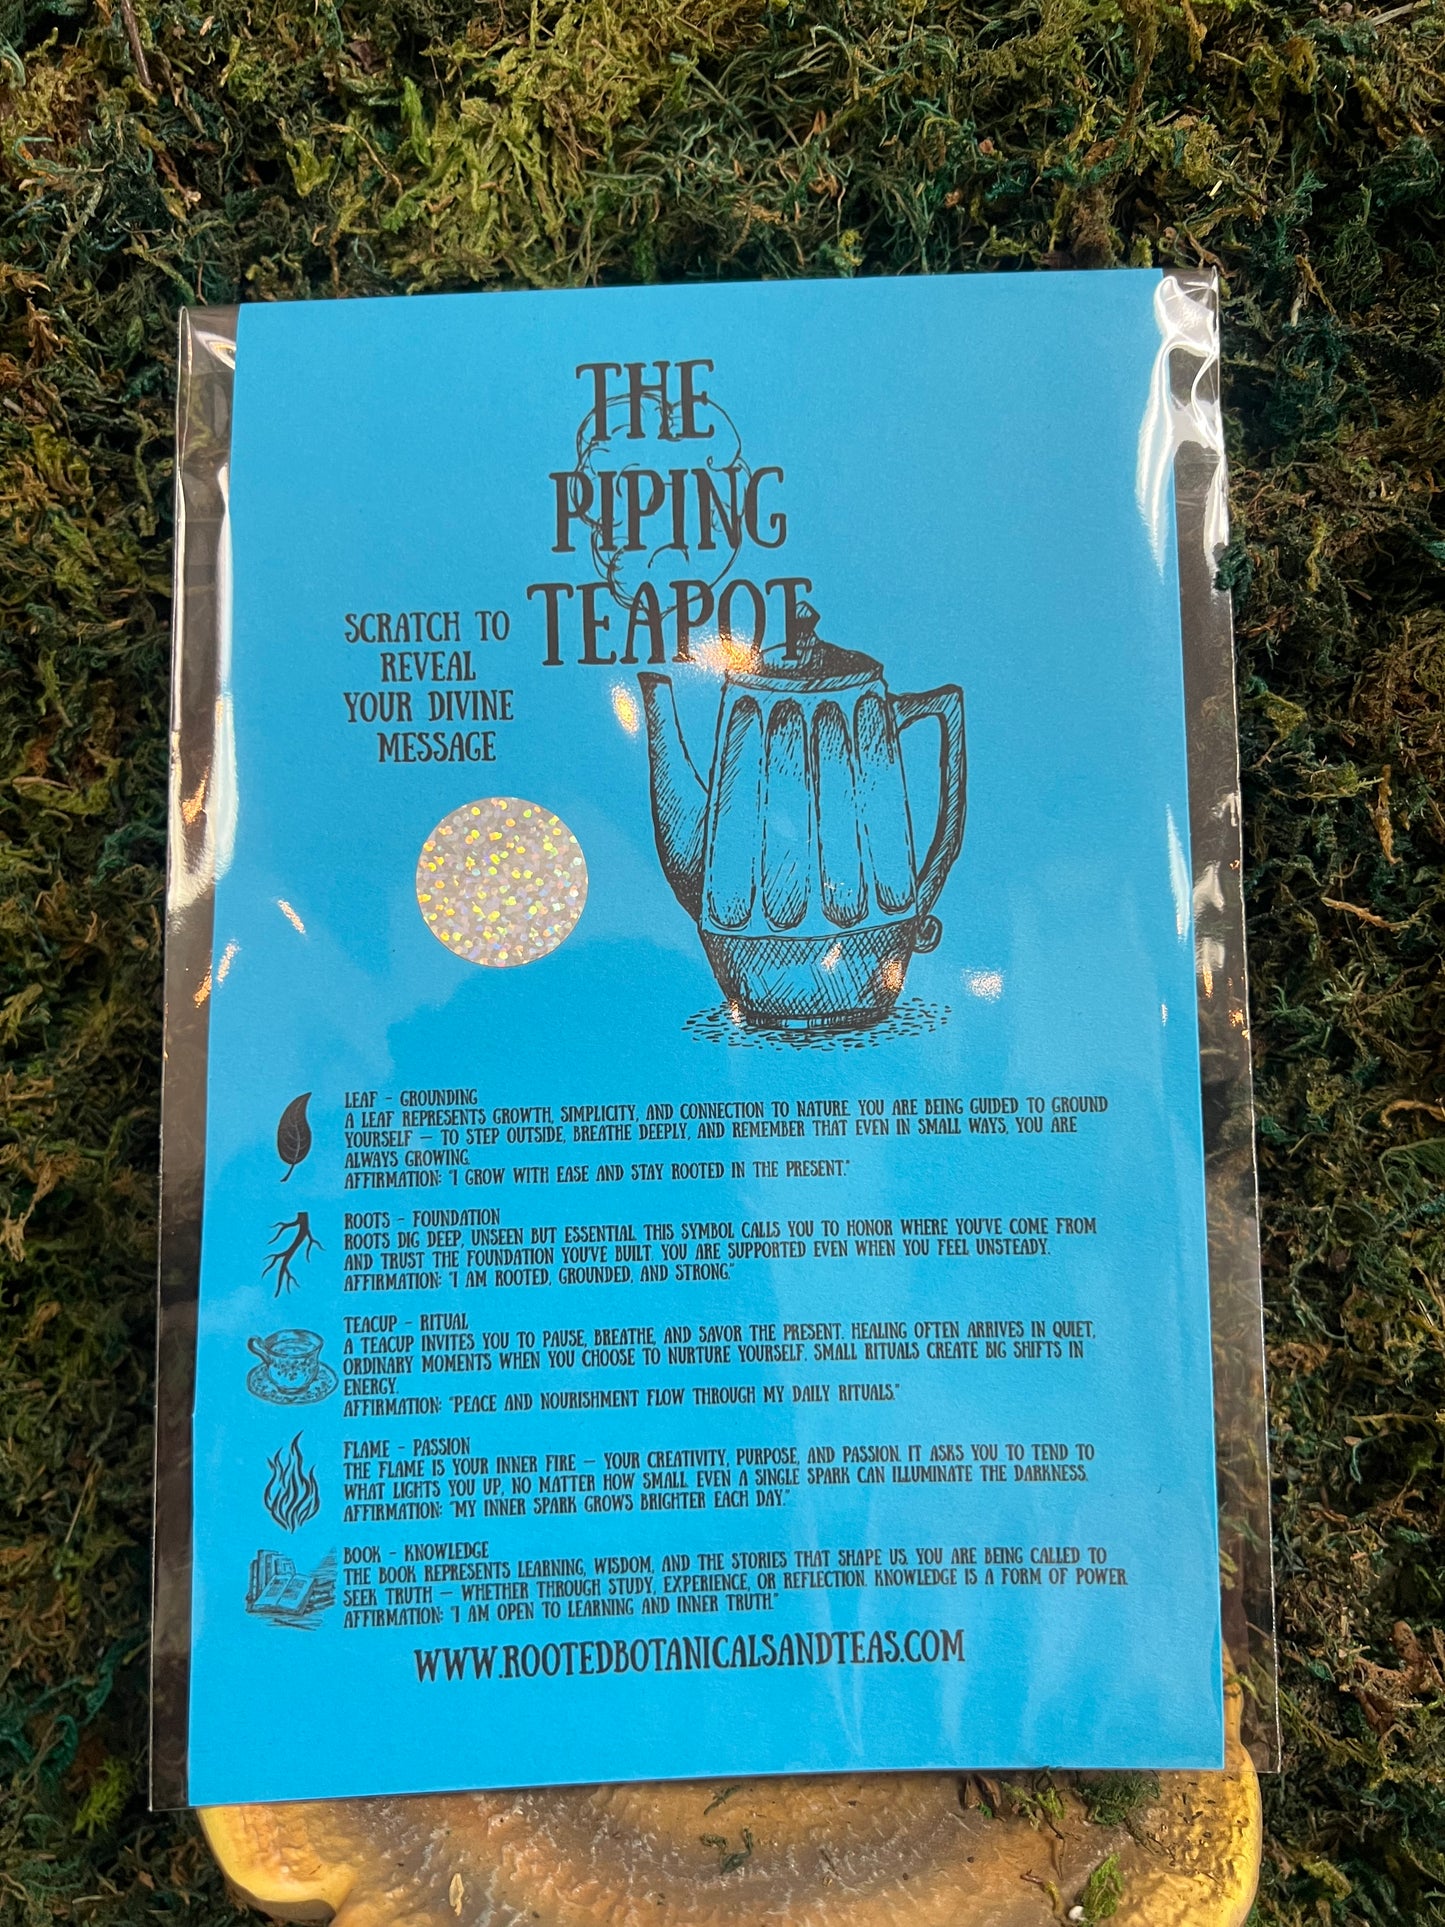 THE
PIPING
TEAPOT
SCRATCH TO
REVEAL
YOUR DIVINE
MESSAGE
LEAF - GROUNDING
A LEAF REPRESENTS GROWTH, SIMPLICITY, AND CONNECTION TO NATURE. YOU ARE BEING GUIDED TO GROUND
YOURSELF — TO STEP OUTSIDE, BREATHE DEEPLY, AND REMEMBER THAT EVEN IN SMALL WAYS, YOU ARE
ALWAYS GROWING.
AFFIRMATION: "I GROW WITH EASE AND STAY ROOTED IN THE PRESENT."
ROOTS - FOUNDATION
ROOTS DIG DEEP, UNSEEN BUT ESSENTIAL. THIS SYMBOL CALLS YOU TO HONOR WHERE YOU'VE COME FROM
AND TRUST THE FOUNDATION YOU'VE BUILT. YOU ARE SUPPORTED EVEN WHEN YOU FEEL UNSTEADY.
AFFIRMATION: "I AM ROOTED, GROUNDED, AND STRONG."
TEACUP - RITUAL
A TEACUP INVITES YOU TO PAUSE, BREATHE, AND SAVOR THE PRESENT. HEALING OFTEN ARRIVES IN QUIET,
ORDINARY MOMENTS WHEN YOU CHOOSE TO NURTURE YOURSELF. SMALL RITUALS CREATE BIG SHIFTS IN
ENERGY.
AFFIRMATION: "PEACE AND NOURISHMENT FLOW THROUGH MY DAILY RITUALS."
FLAME - PASSION
THE FLAME IS YOUR INNER FIRE — YOUR CREATIVITY, PURPOSE, AND PASSION. IT ASKS YOU TO TEND TO
WHAT LIGHTS YOU UP, NO MATTER HOW SMALL. EVEN A SINGLE SPARK CAN ILLUMINATE THE DARKNESS.
AFFIRMATION: "MY INNER SPARK GROWS BRIGHTER EACH DAY."
BOOK - KNOWLEDGE
THE BOOK REPRESENTS LEARNING, WISDOM, AND THE STORIES THAT SHAPE US. YOU ARE BEING CALLED TO
SEEK TRUTH — WHETHER THROUGH STUDY, EXPERIENCE, OR REFLECTION. KNOWLEDGE IS A FORM OF POWER.
AFFIRMATION: "I AM OPEN TO LEARNING AND INNER TRUTH."
WWW.ROOTEDBOTANICALSANDTEAS.COM